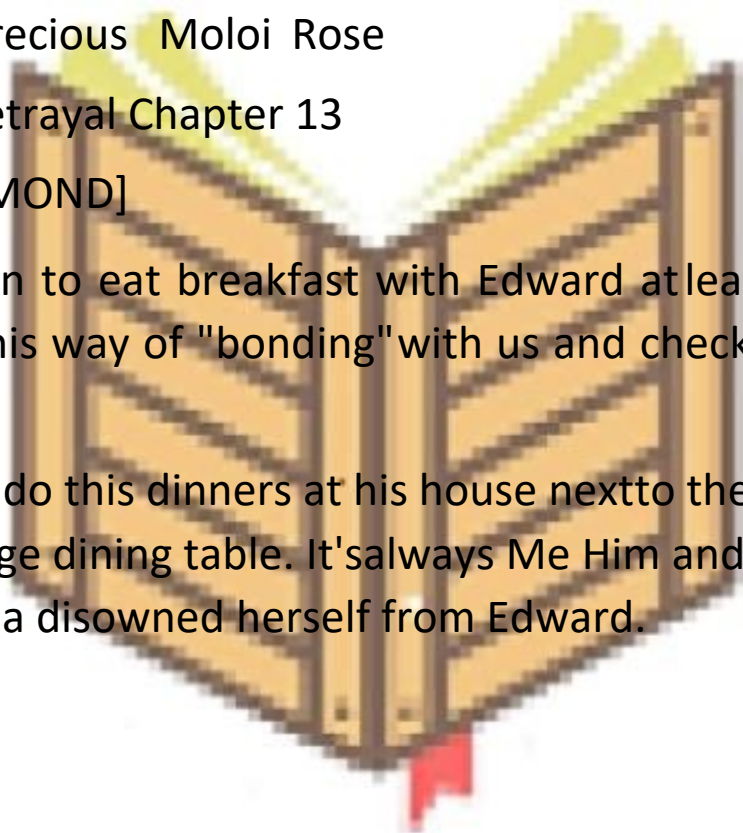 recious Moloi Rose
etrayal Chapter 13
MOND]
n to eat breakfast with Edward atlea
his way of "bonding"with us and check
do this dinners at his house nextto the
ge dining table. It'salways Me Him and
a disowned herself from Edward.